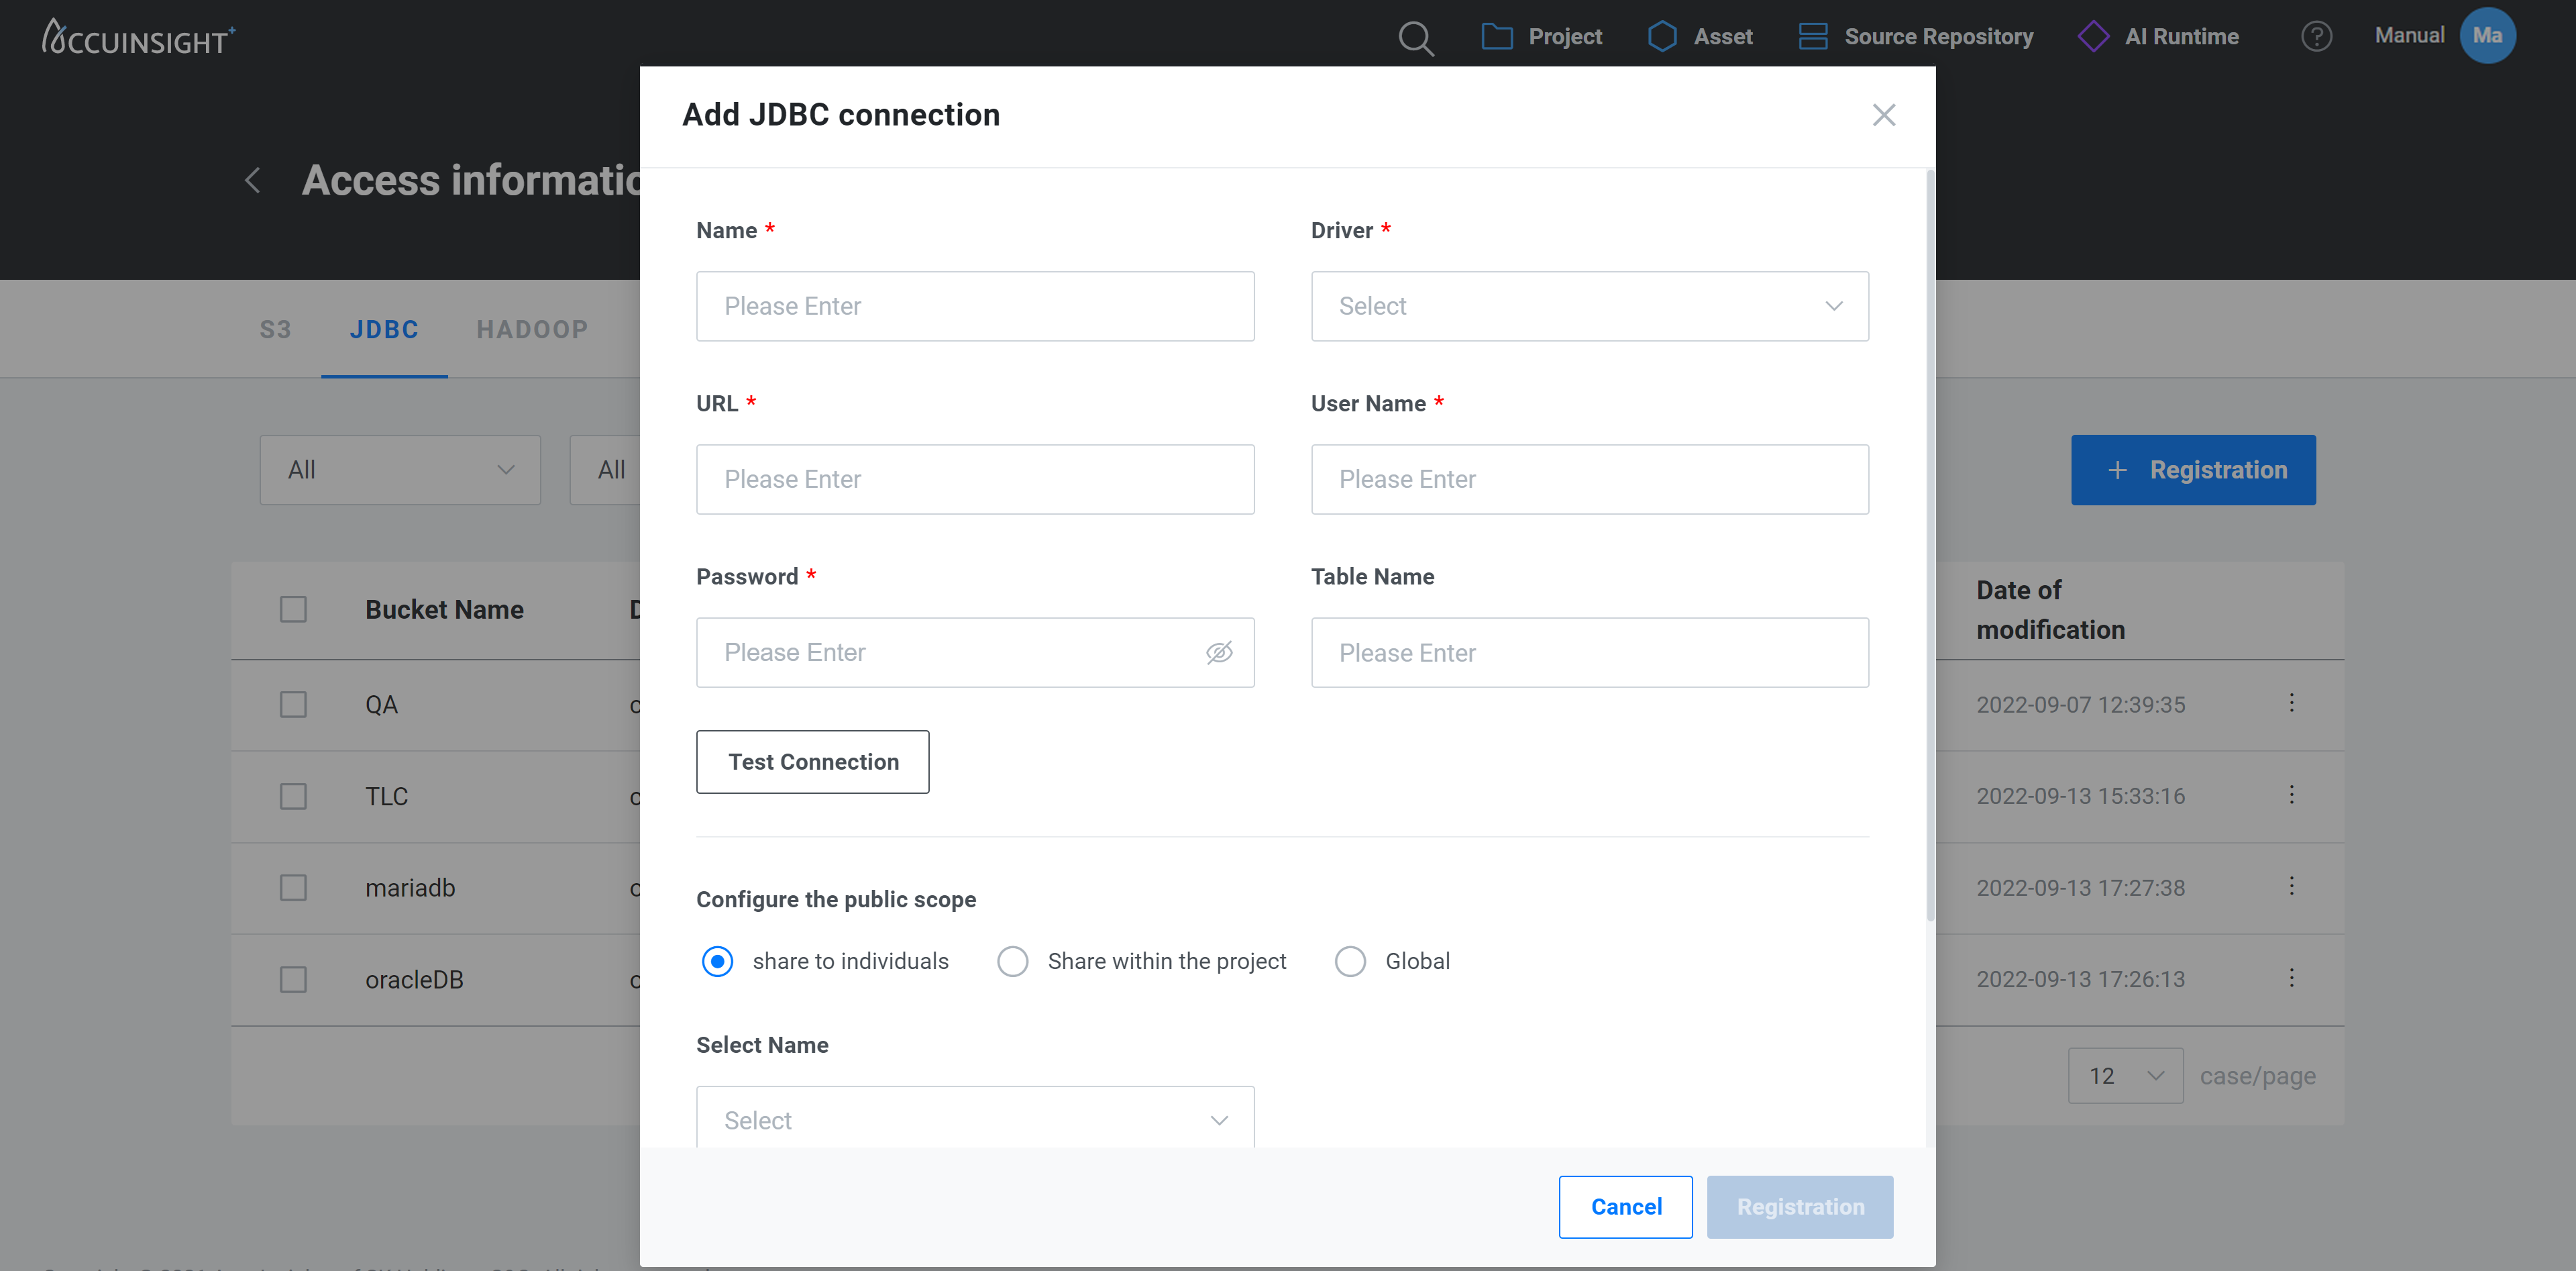 ACCUINSIGHT+
Project
Asset
Source Repository
AI Runtime
?
Manual
Ma
Add JDBC connection
Access informatio
Name *
Driver *
Please Enter
Select
S3
JDBC
HADOOP
URL *
User Name *
Please Enter
Please Enter
All
All
+ Registration
Password *
Table Name
Please Enter
Please Enter
Bucket Name
Date of
modification
QA
2022-09-07 12:39:35
Test Connection
TLC
2022-09-13 15:33:16
mariadb
2022-09-13 17:27:38
Configure the public scope
share to individuals
Share within the project
Global
oracleDB
2022-09-13 17:26:13
Select Name
Select
12
case/page
Cancel
Registration